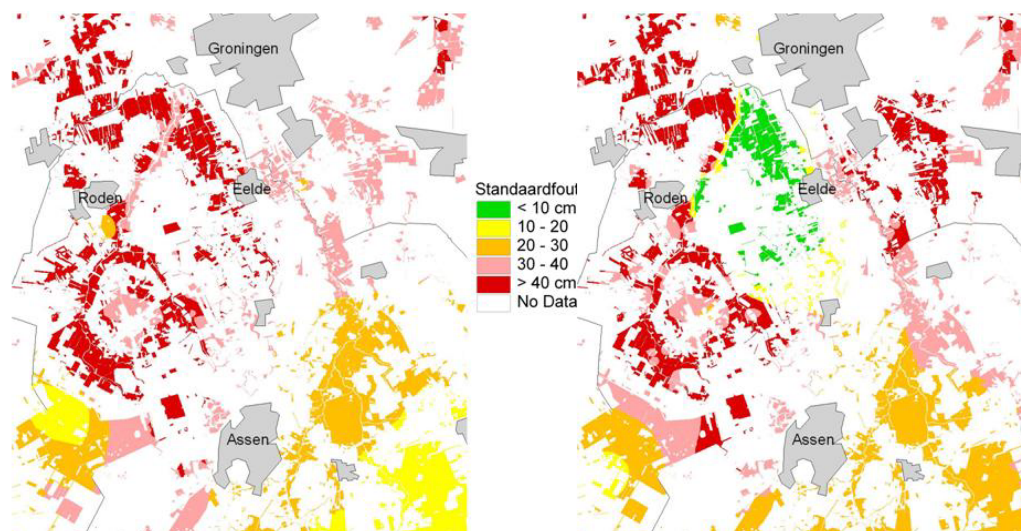 Groningen
Eelde
Roden
Assen
Standaardfout
< 10 cm
10 - 20
20 - 30
30 - 40
> 40 cm
No Data
Groningen
Eelde
Roden
Assen